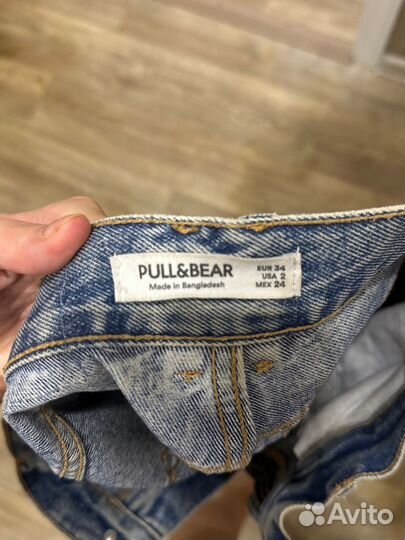 PULL&BEAR
Made in Bangladesh
EUR 34
USA 2
MEX 24
Avito